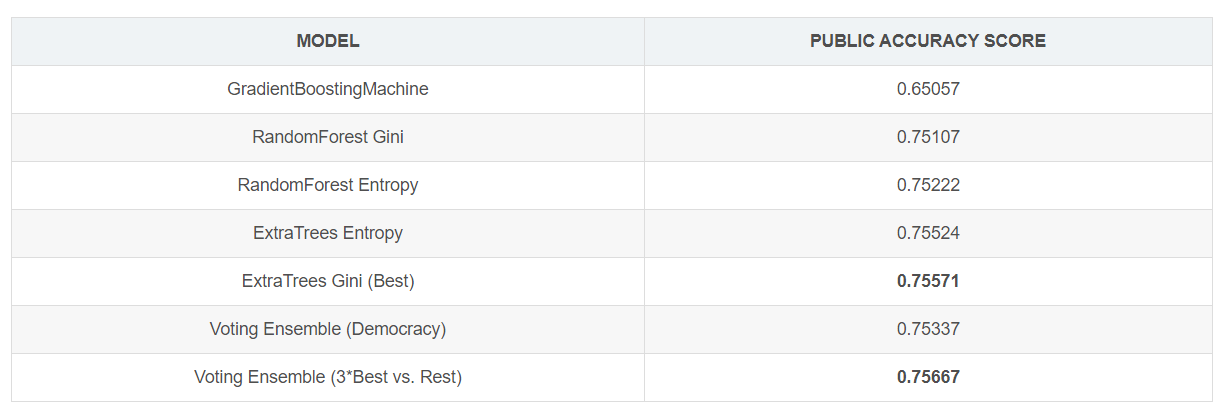 MODEL PUBLIC ACCURACY SCORE
GradientBoostingMachine 0.65057
RandomForest Gini 0.75107
RandomForest Entropy 0.75222
ExtraTrees Entropy 0.75524
ExtraTrees Gini (Best) 0.75571
Voting Ensemble (Democracy) 0.75337
Voting Ensemble (3*Best vs. Rest) 0.75667